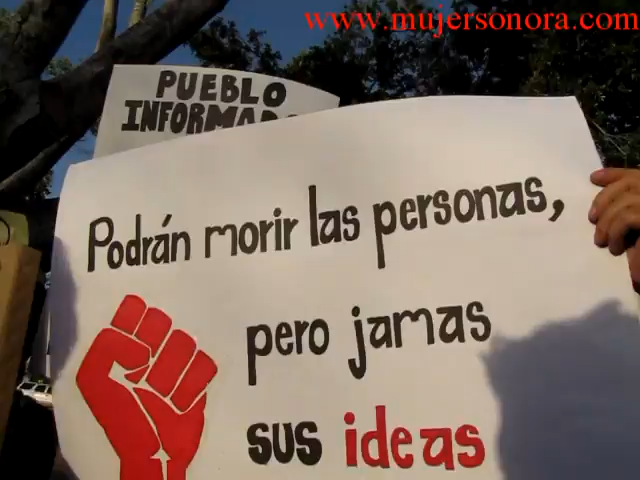 www.mujersonora.com
PUEBLO
Podrán morir las personas,
pero jamas
sus ideas